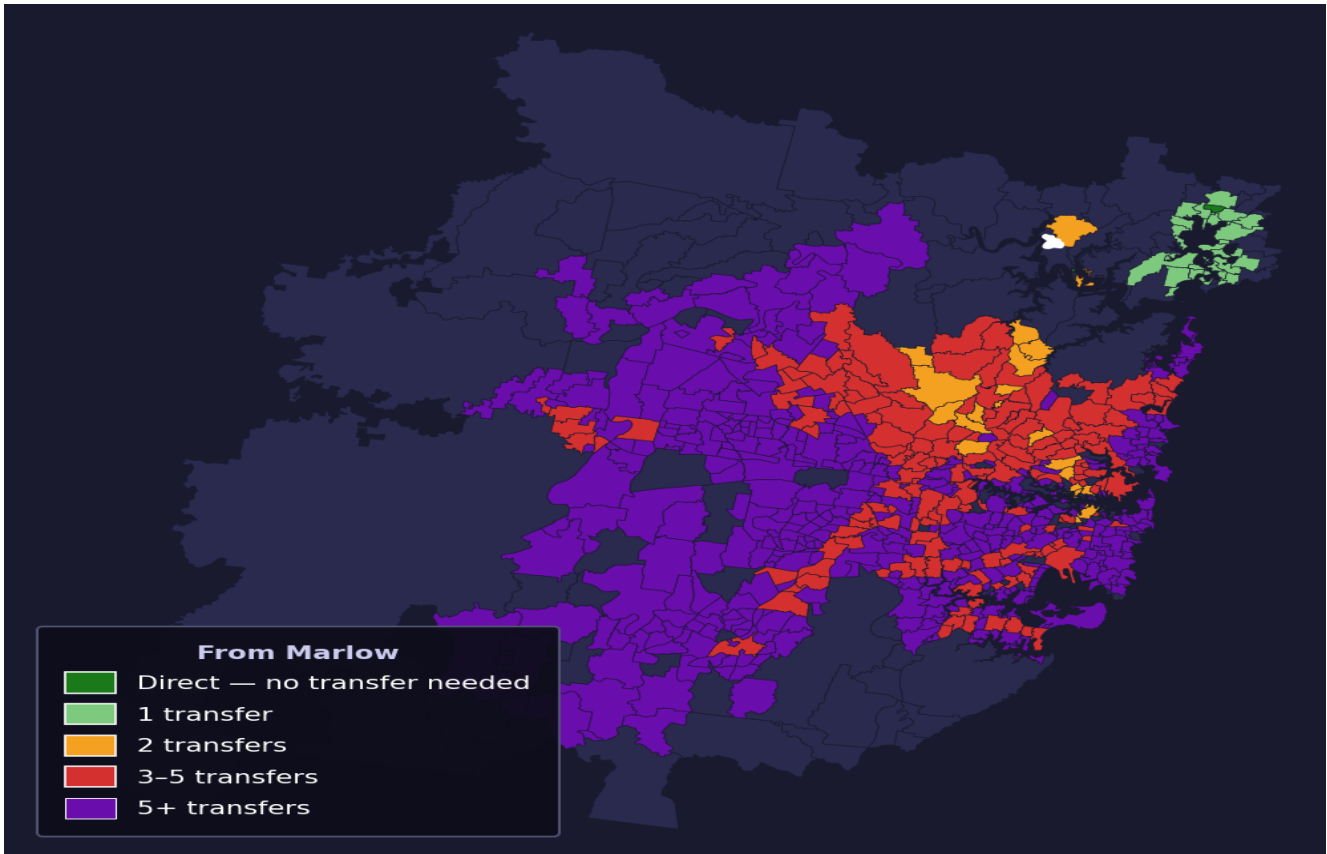 From Marlow
Direct — no transfer needed
1 transfer
2 transfers
3–5 transfers
5+ transfers